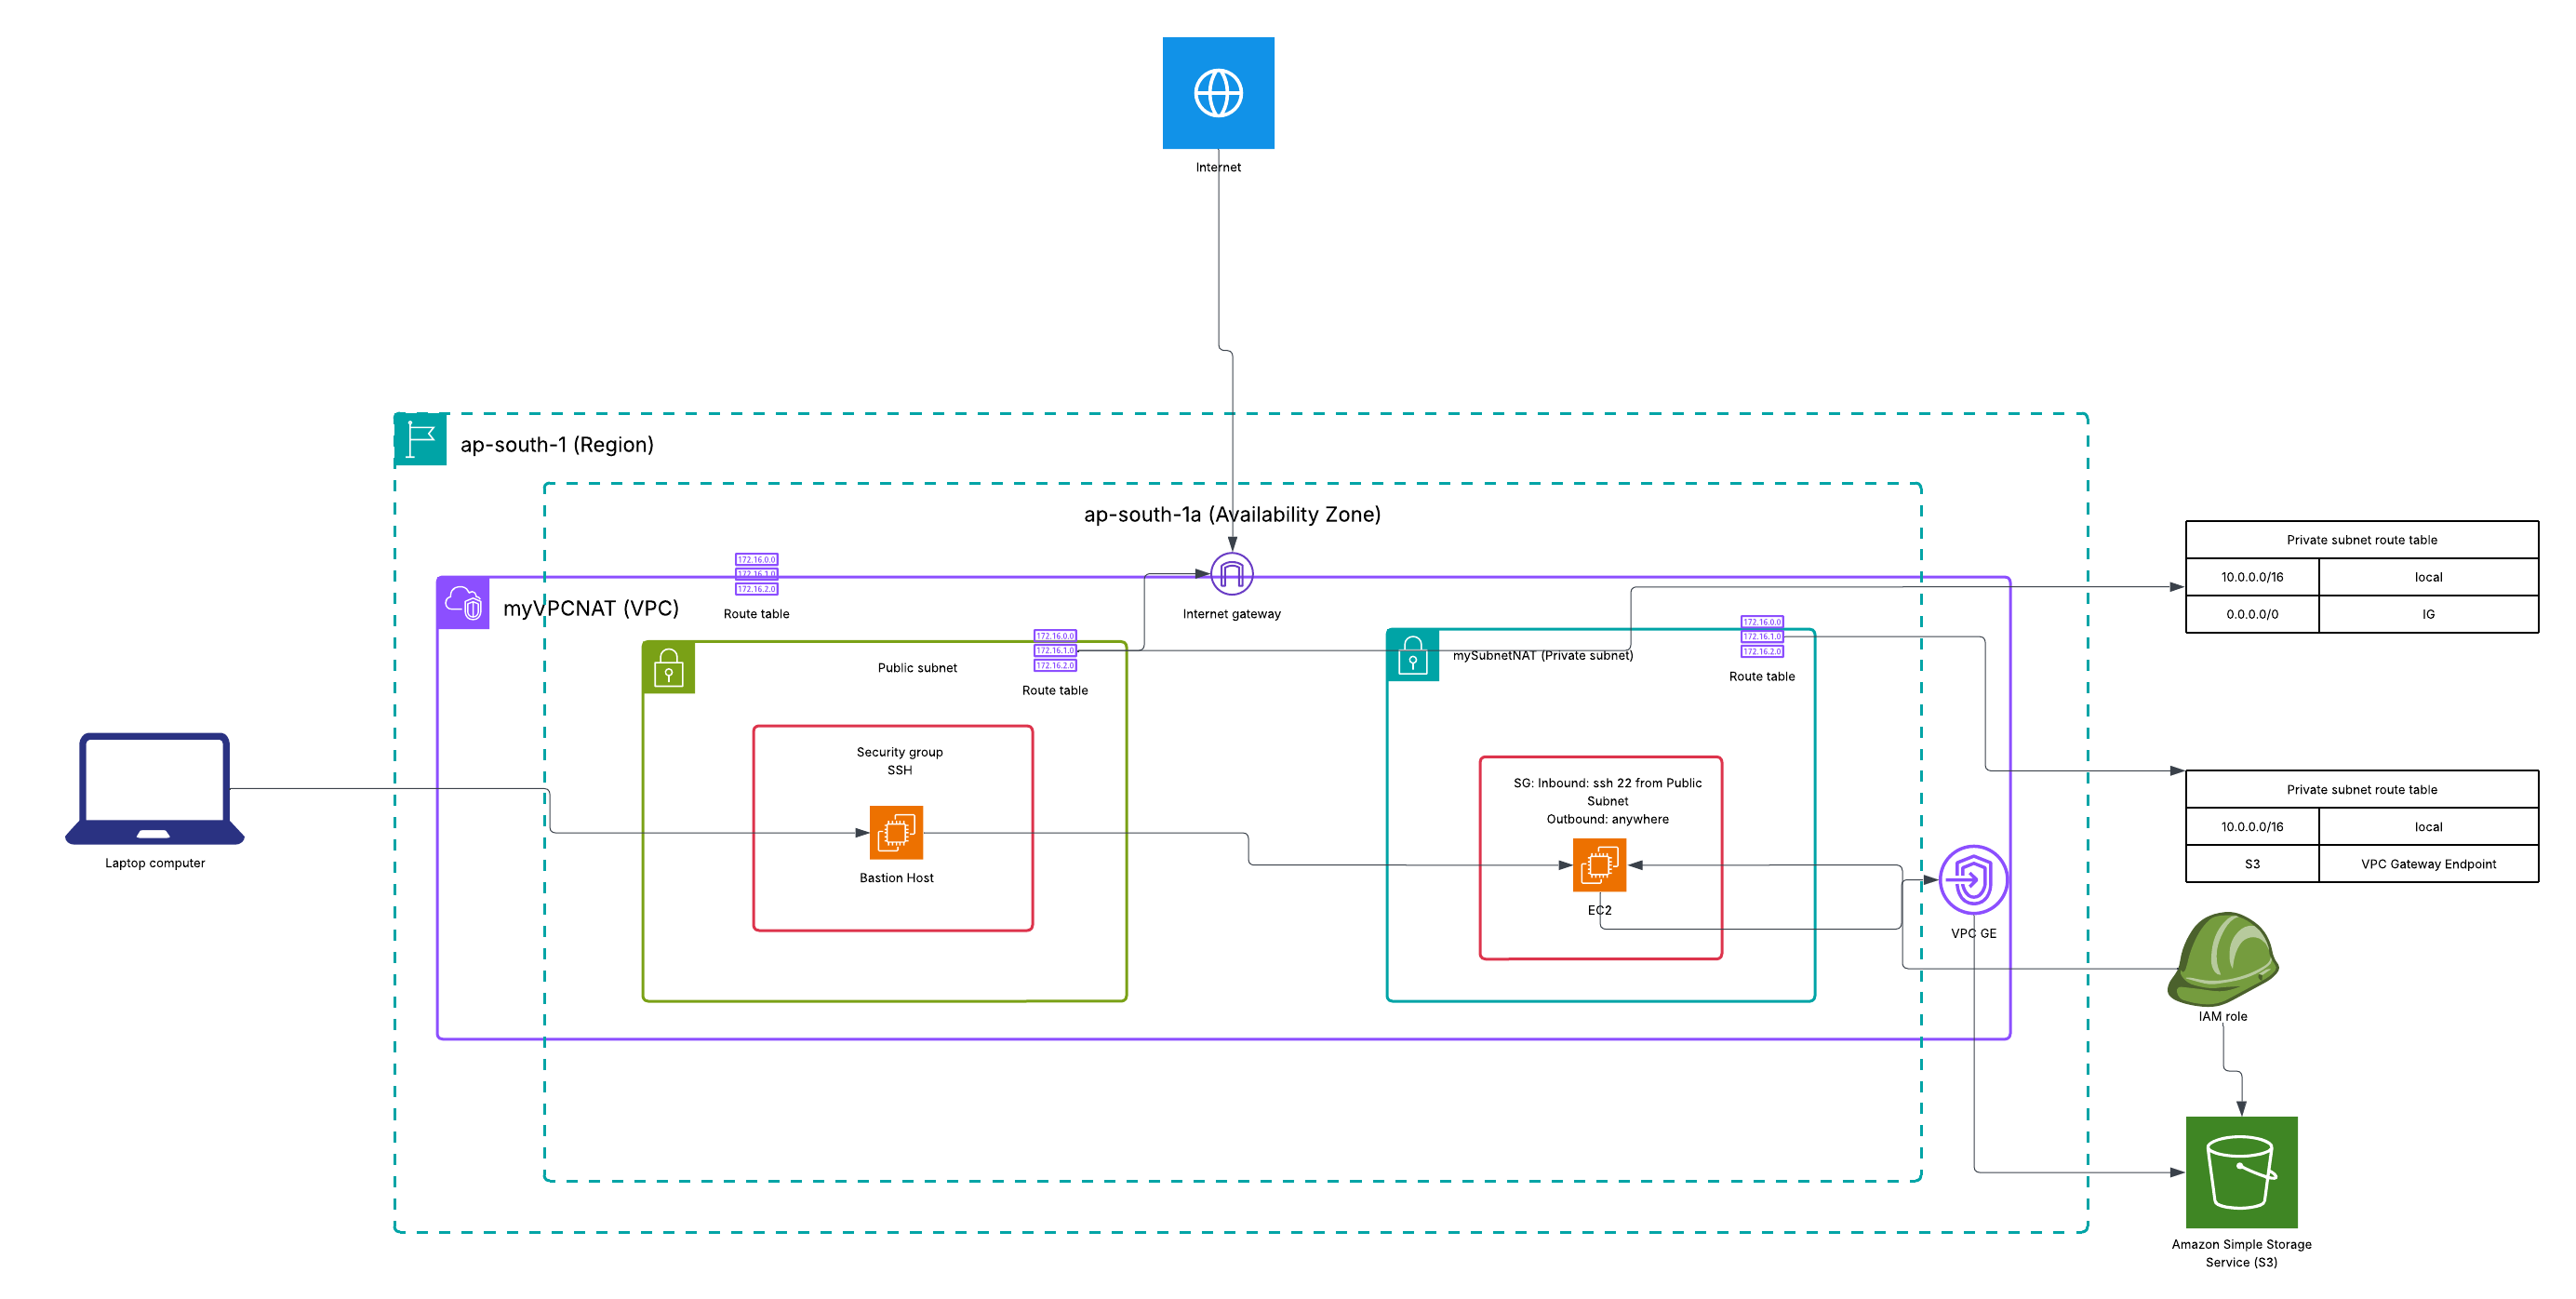 Internet
ap-south-1 (Region)
ap-south-1a (Availability Zone)
172.16.0.0
172.16.1.0
172.16.2.0
Route table
myVPCNAT (VPC)
Internet gateway
Public subnet
172.16.0.0
172.16.1.0
172.16.2.0
Route table
mySubnetNAT (Private subnet)
172.16.0.0
172.16.1.0
172.16.2.0
Route table
Private subnet route table
10.0.0.0/16 local
0.0.0.0/0 IG
Security group
SSH
Bastion Host
SG: Inbound: ssh 22 from Public
Subnet
Outbound: anywhere
EC2
Laptop computer
Private subnet route table
10.0.0.0/16 local
S3 VPC Gateway Endpoint
VPC GE
IAM role
Amazon Simple Storage
Service (S3)